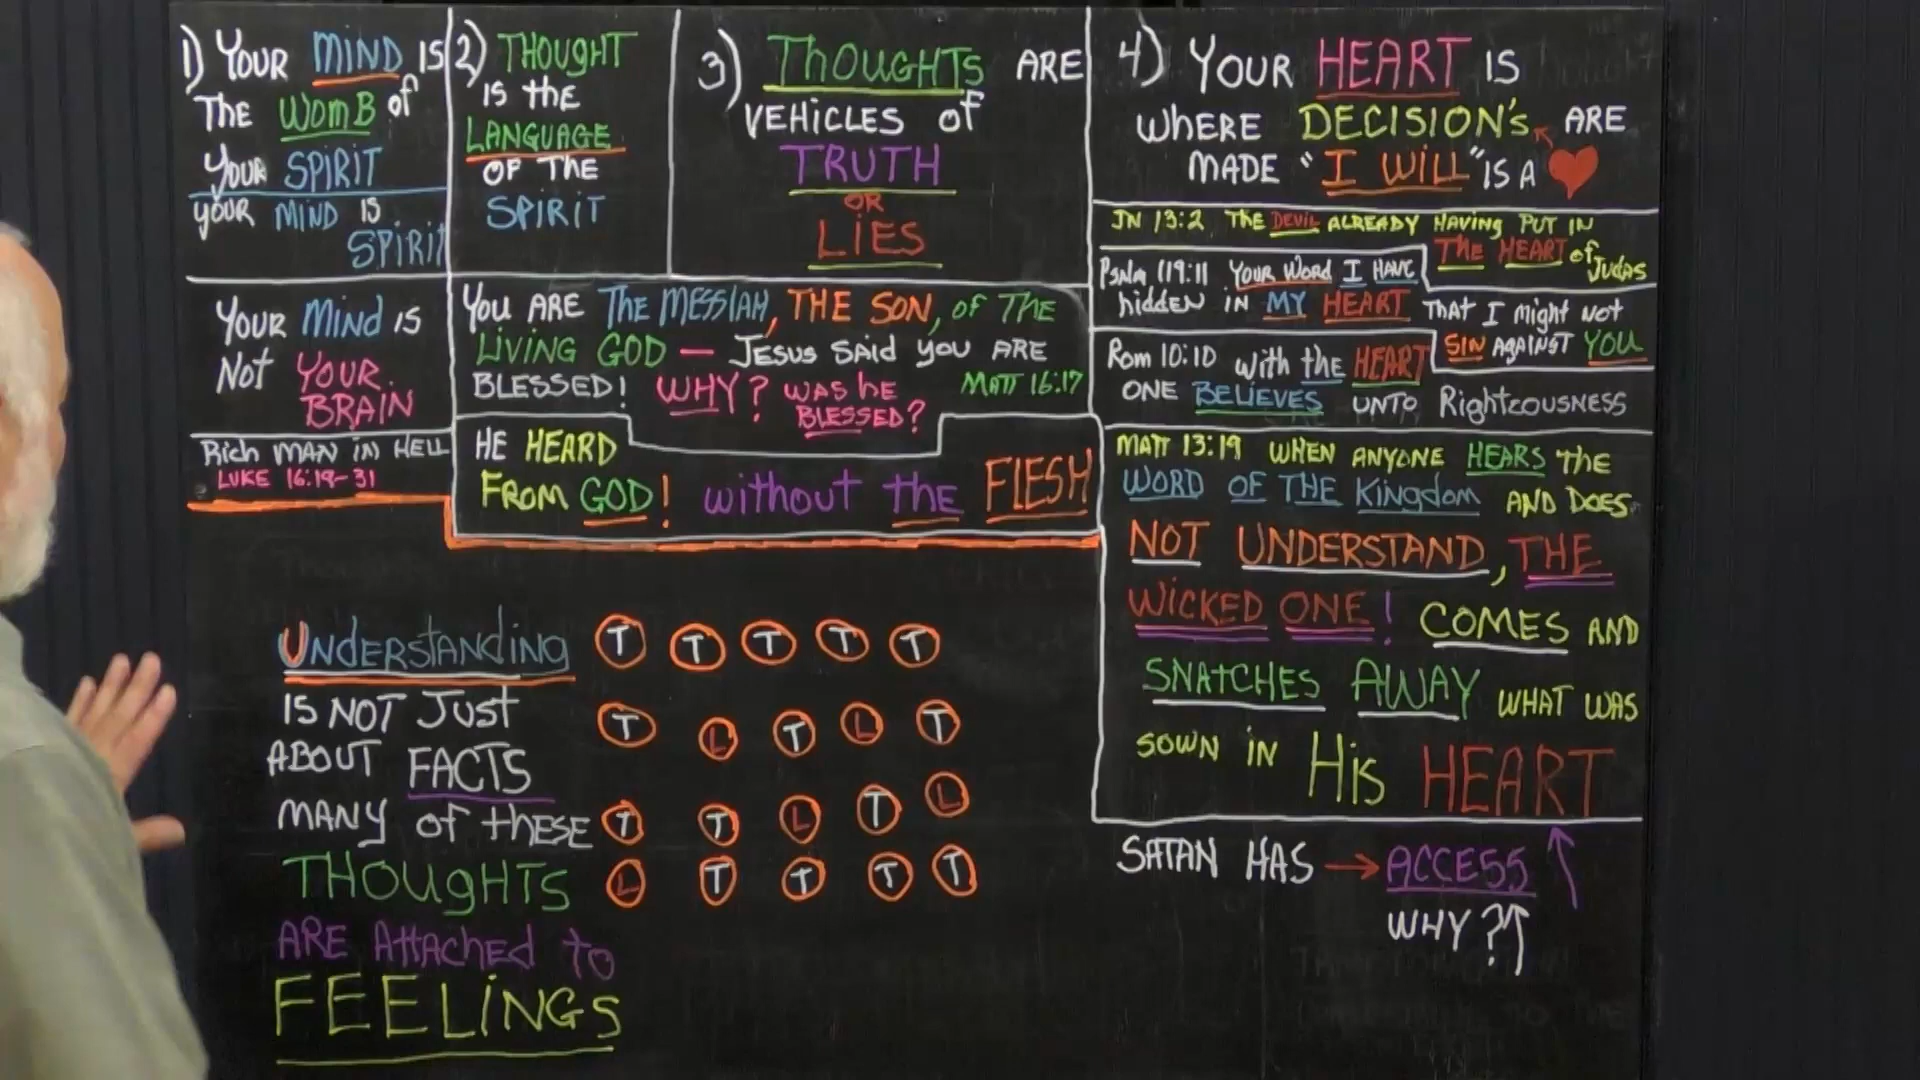 1) YOUR MIND IS
THE WOMB of
YOUR SPIRIT
YOUR MIND IS
SPIRIT
YOUR MIND IS
NOT YOUR
BRAIN
Rich MAN IN HELL
LUKE 16:19-31
2) THOUGHT
IS the
LANGUAGE
OF THE
SPIRIT
3) THOUGHTS ARE
VEHICLES of
TRUTH
OR
LIES
YOU ARE THE MESSIAH, THE SON, of THE
LIVING GOD — JESUS SAID YOU ARE
BLESSED! WHY? WAS HE MATT 16:17
BLESSED?
HE HEARD
FROM GOD! without the FLESH
4) YOUR HEART IS
WHERE DECISION'S ARE
MADE "I WILL" IS A
JN 13:2 THE DEVIL ALREADY HAVING PUT IN
THE HEART of JUDAS
PSALM 119:11 YOUR WORD I HAVE
hidden IN MY HEART THAT I might NOT
SIN AGAINST YOU
Rom 10:10 with the HEART
ONE BELIEVES UNTO RighteousNESS
MATT 13:19 WHEN ANYONE HEARS the
WORD OF THE Kingdom AND DOES
NOT UNDERSTAND, THE
WICKED ONE! COMES AND
SNATCHES AWAY WHAT WAS
SOWN IN His HEART
SATAN HAS → ACCESS
WHY?
UNdERStANding
IS NOT JUST
ABOUT FACTS
MANY of these
THOUGHTS
ARE AttACHED to
FEELINGS
T T T T T
T L T L T
T T L T L
L T T T T